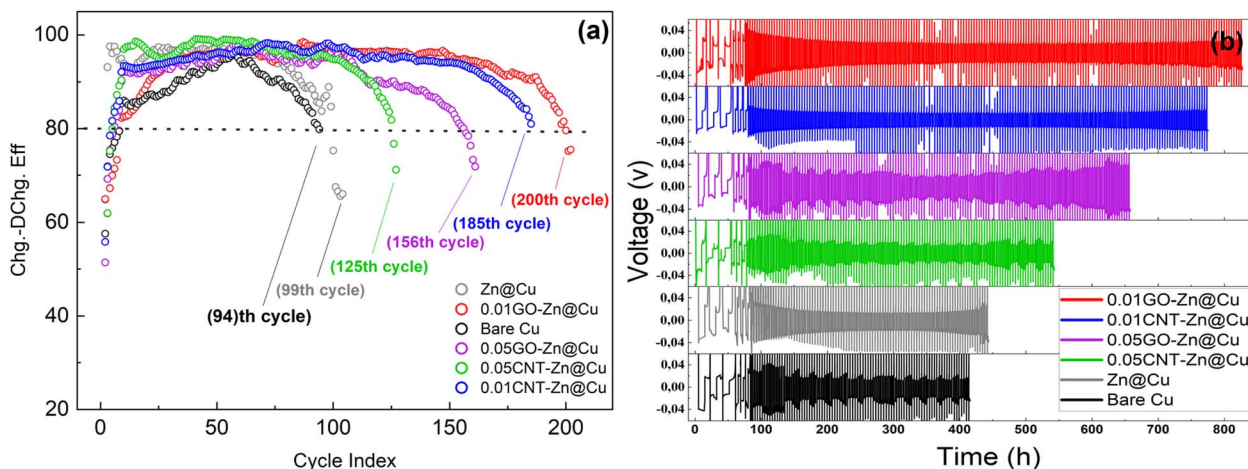 (a)
Chg.-DChg. Eff
100
80
60
40
20
0
50
100
150
200
Cycle Index
(200th cycle)
(185th cycle)
(156th cycle)
(125th cycle)
(99th cycle)
(94)th cycle)
Zn@Cu
0.01GO-Zn@Cu
Bare Cu
0.05GO-Zn@Cu
0.05CNT-Zn@Cu
0.01CNT-Zn@Cu
(b)
Voltage (v)
0,04
0,00
-0,04
0,04
0,00
-0,04
0,04
0,00
-0,04
0,04
0,00
-0,04
0,04
0,00
-0,04
0,04
0,00
-0,04
0.01GO-Zn@Cu
0.01CNT-Zn@Cu
0.05GO-Zn@Cu
0.05CNT-Zn@Cu
Zn@Cu
Bare Cu
0
100
200
300
400
500
600
700
800
Time (h)